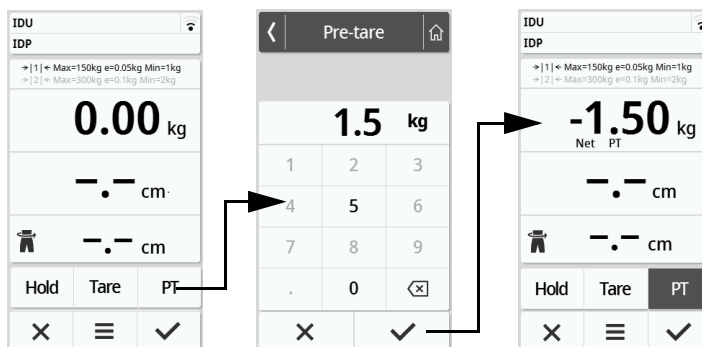 IDU
IDP
→|1|← Max=150kg e=0.05kg Min=1kg
→|2|← Max=300kg e=0.1kg Min=2kg
0.00 kg
-.- cm
-.- cm
Hold Tare PT
Pre-tare
1.5 kg
1 2 3
4 5 6
7 8 9
. 0
IDU
IDP
→|1|← Max=150kg e=0.05kg Min=1kg
→|2|← Max=300kg e=0.1kg Min=2kg
-1.50 kg
Net PT
-.- cm
-.- cm
Hold Tare PT